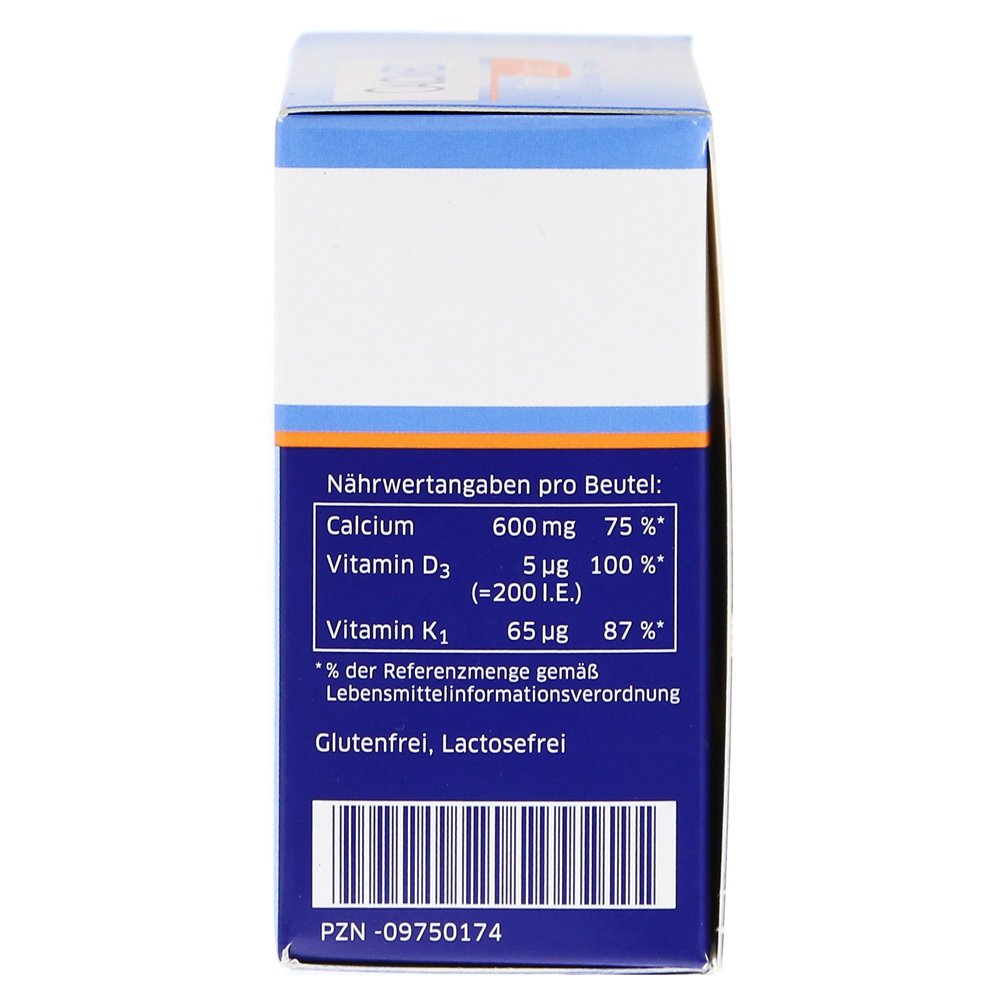 Nährwertangaben pro Beutel:
Calcium 600 mg 75 %*
Vitamin D₃ 5 µg 100 %*
(=200 I.E.)
Vitamin K₁ 65 µg 87 %*
* % der Referenzmenge gemäß
Lebensmittelinformationsverordnung
Glutenfrei, Lactosefrei
PZN -09750174